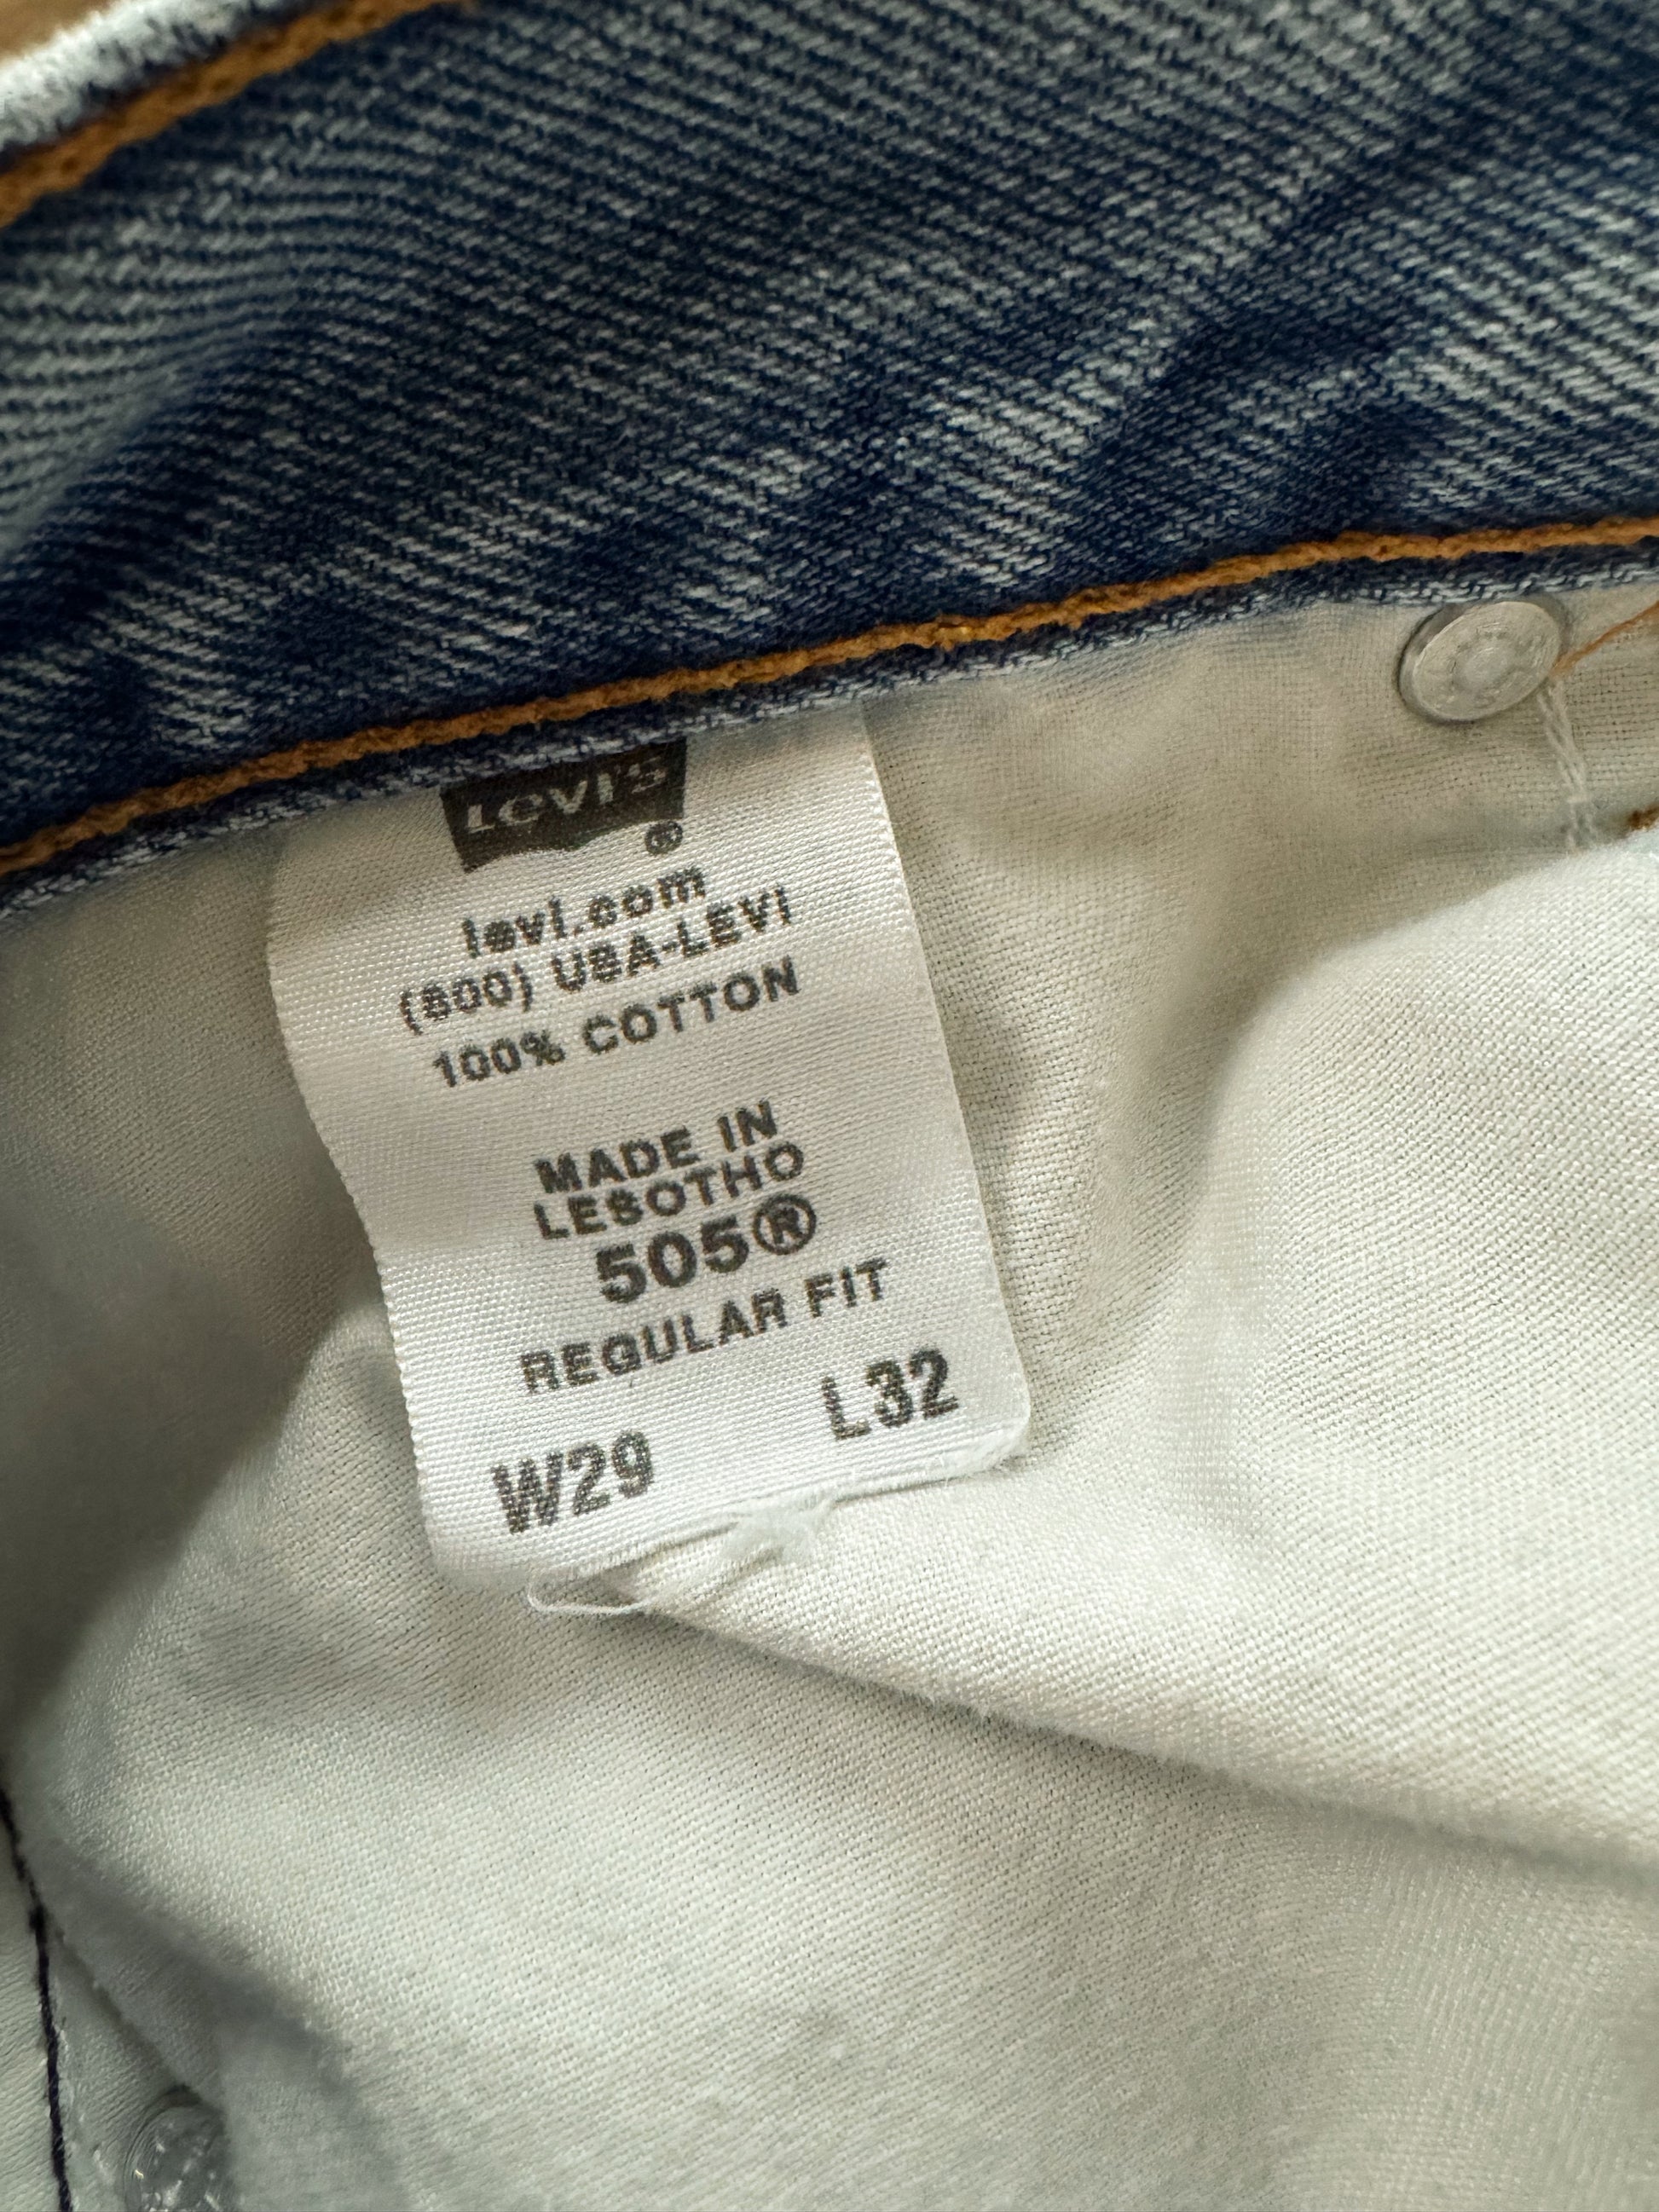 Levi's
®
levi.com
(800) USA-LEVI
100% COTTON
MADE IN
LESOTHO
505®
REGULAR FIT
W29 L32